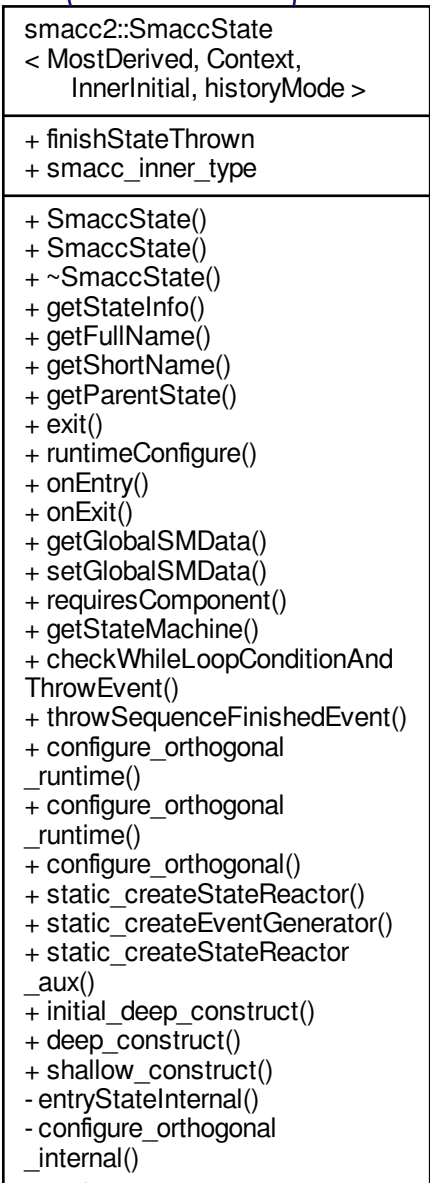 smacc2::SmaccState
< MostDerived, Context,
InnerInitial, historyMode >
+ finishStateThrown
+ smacc_inner_type
+ SmaccState()
+ SmaccState()
+ ~SmaccState()
+ getStateInfo()
+ getFullName()
+ getShortName()
+ getParentState()
+ exit()
+ runtimeConfigure()
+ onEntry()
+ onExit()
+ getGlobalSMData()
+ setGlobalSMData()
+ requiresComponent()
+ getStateMachine()
+ checkWhileLoopConditionAnd
ThrowEvent()
+ throwSequenceFinishedEvent()
+ configure_orthogonal
_runtime()
+ configure_orthogonal
_runtime()
+ configure_orthogonal()
+ static_createStateReactor()
+ static_createEventGenerator()
+ static_createStateReactor
_aux()
+ initial_deep_construct()
+ deep_construct()
+ shallow_construct()
- entryStateInternal()
- configure_orthogonal
_internal()